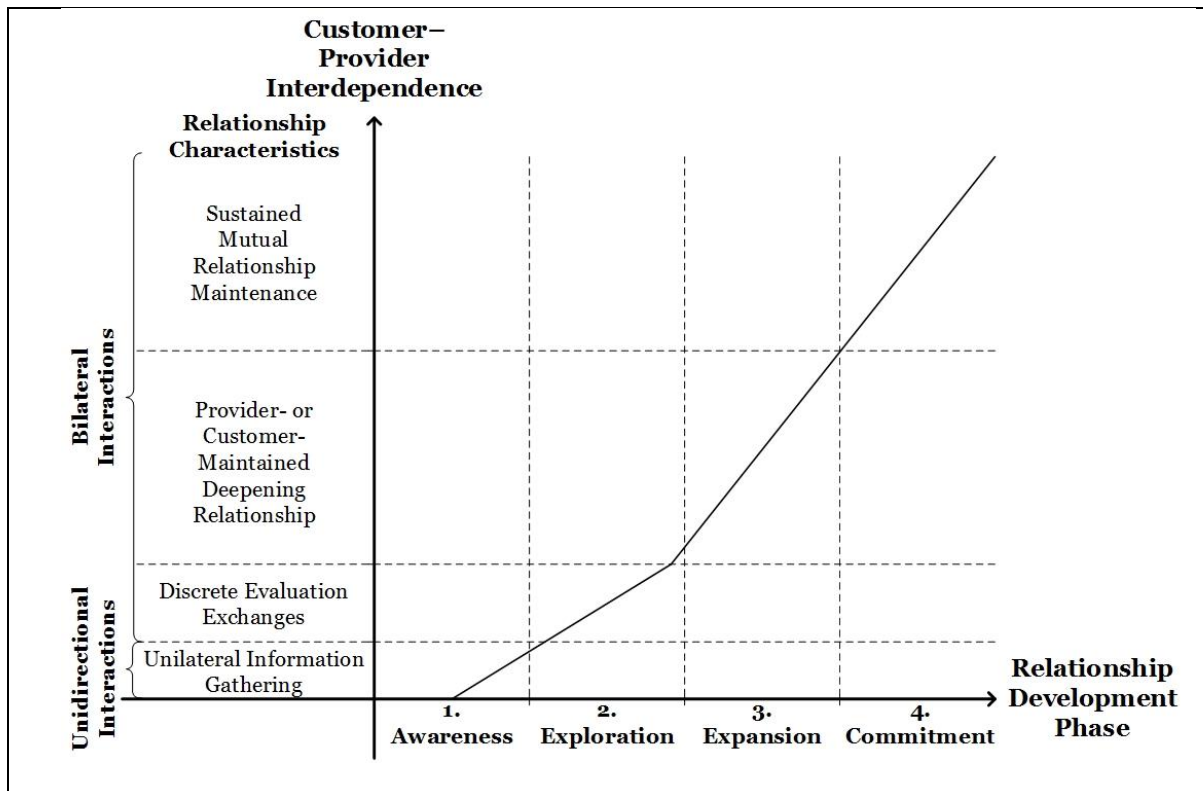 Customer–
Provider
Interdependence
Relationship
Characteristics
Sustained
Mutual
Relationship
Maintenance
Bilateral
Interactions
Provider- or
Customer-
Maintained
Deepening
Relationship
Discrete Evaluation
Exchanges
Unidirectional
Interactions
Unilateral Information
Gathering
1.
Awareness
2.
Exploration
3.
Expansion
4.
Commitment
Relationship
Development
Phase